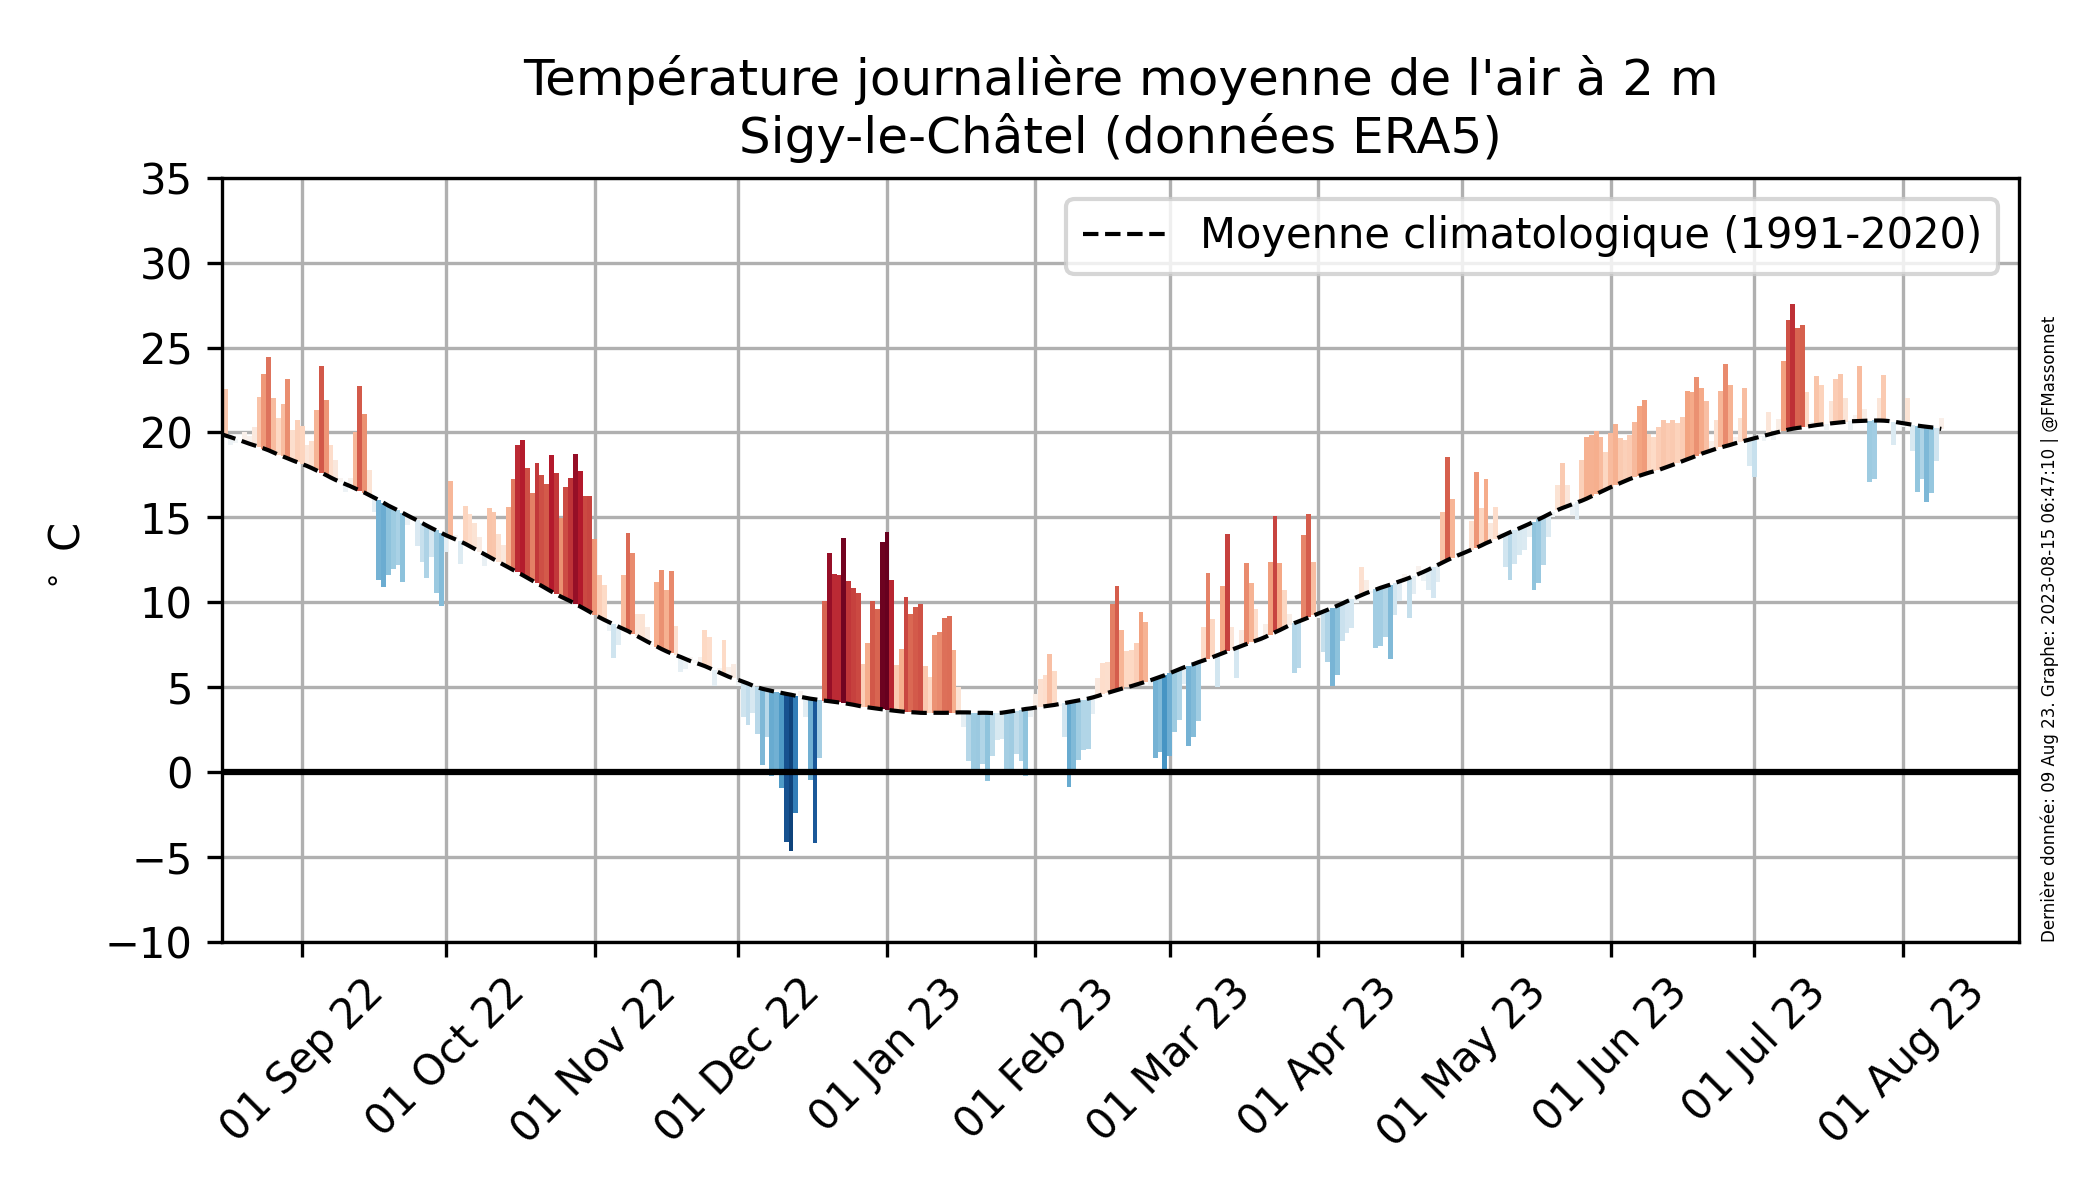 Température journalière moyenne de l'air à 2 m
Sigy-le-Châtel (données ERA5)
35
30
25
20
15
10
5
0
−5
−10
° C
Moyenne climatologique (1991-2020)
01 Sep 22
01 Oct 22
01 Nov 22
01 Dec 22
01 Jan 23
01 Feb 23
01 Mar 23
01 Apr 23
01 May 23
01 Jun 23
01 Jul 23
01 Aug 23
Dernière donnée: 09 Aug 23. Graphe: 2023-08-15 06:47:10 | @FMassonnet